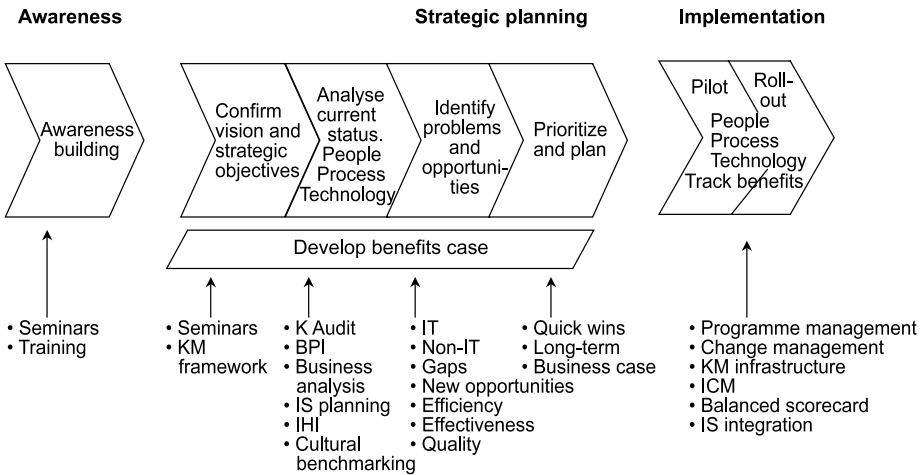 Awareness
Strategic planning
Implementation
Awareness
building
Confirm
vision and
strategic
objectives
Analyse
current
status.
People
Process
Technology
Identify
problems
and
opportuni-
ties
Prioritize
and plan
Pilot
Roll-
out
People
Process
Technology
Track benefits
Develop benefits case
• Seminars
• Training
• Seminars
• KM
framework
• K Audit
• BPI
• Business
analysis
• IS planning
• IHI
• Cultural
benchmarking
• IT
• Non-IT
• Gaps
• New opportunities
• Efficiency
• Effectiveness
• Quality
• Quick wins
• Long-term
• Business case
• Programme management
• Change management
• KM infrastructure
• ICM
• Balanced scorecard
• IS integration